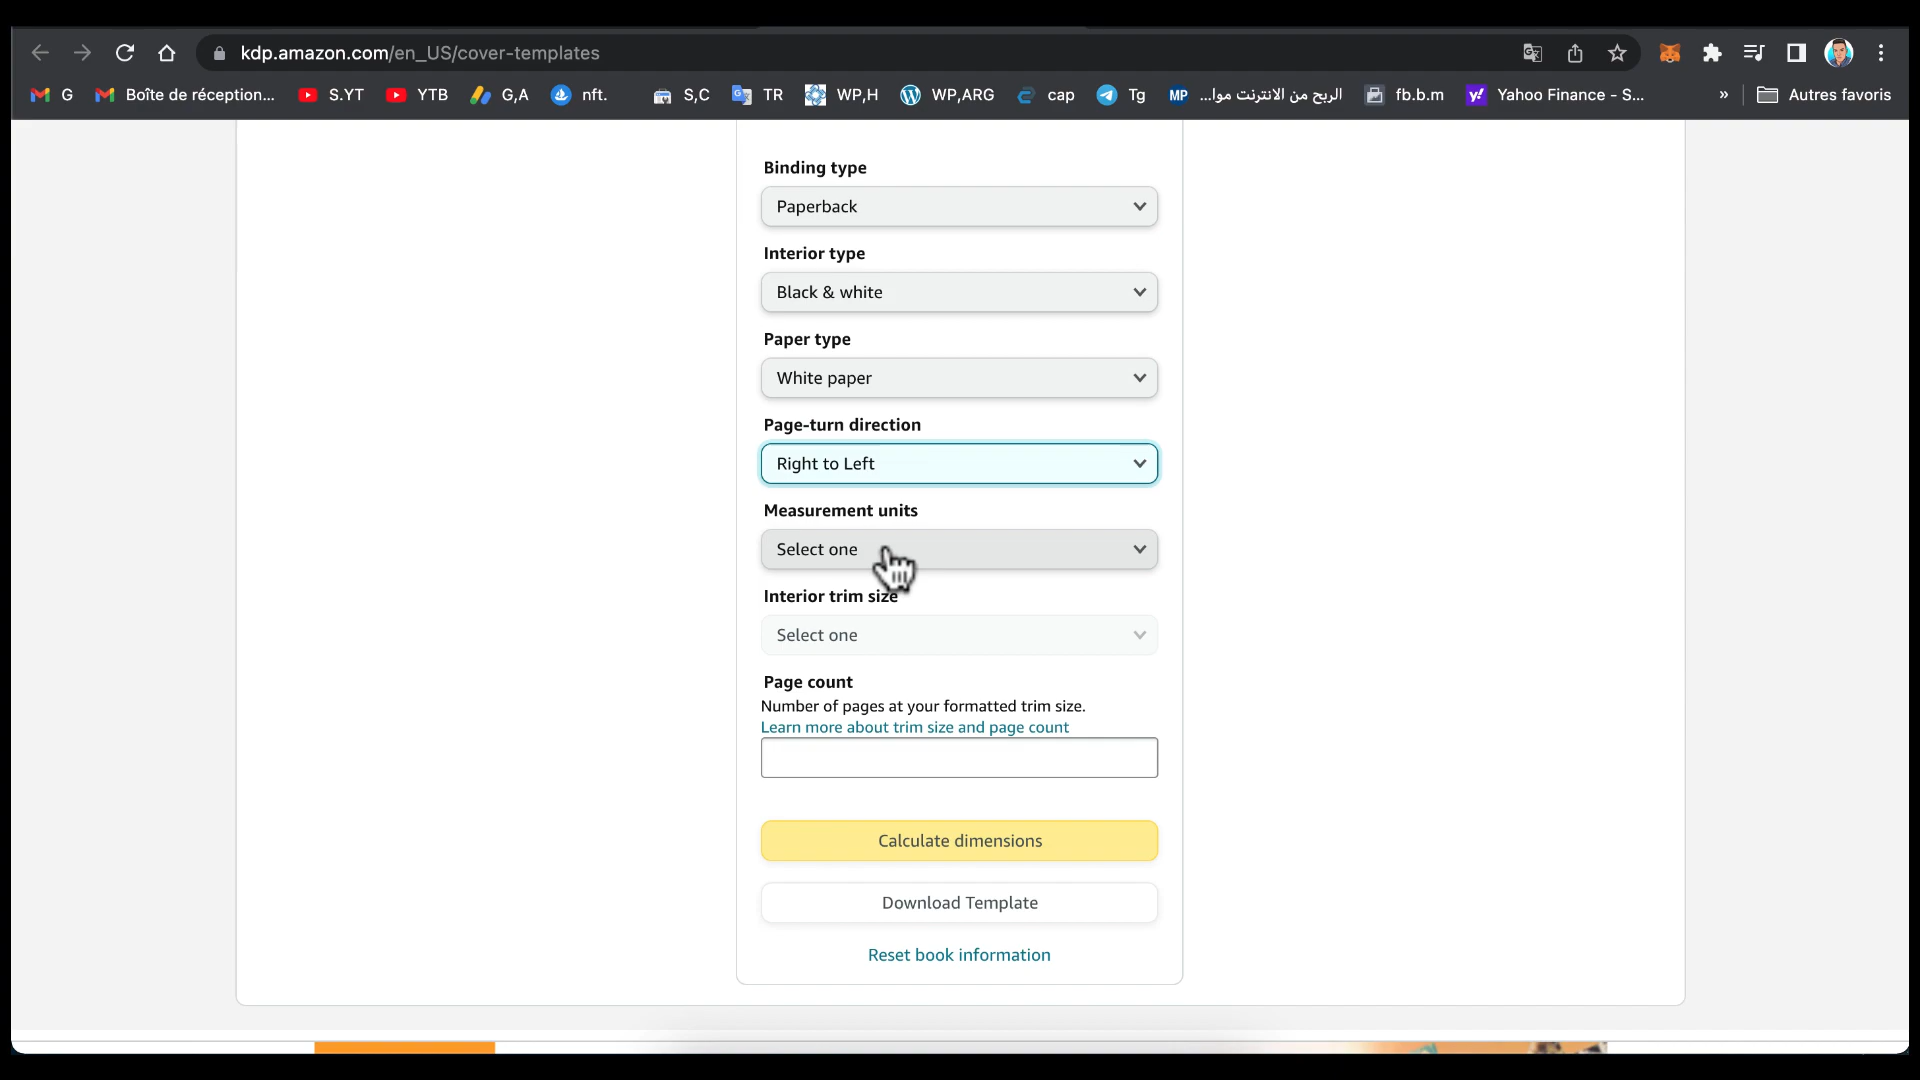 kdp.amazon.com/en_US/cover-templates
G Boîte de réception... S.YT YTB G,A nft. S,C TR WP,H WP,ARG cap Tg MP الربح من الانترنت موا... fb.b.m y! Yahoo Finance - S... » Autres favoris
Binding type
Paperback
Interior type
Black & white
Paper type
White paper
Page-turn direction
Right to Left
Measurement units
Select one
Interior trim size
Select one
Page count
Number of pages at your formatted trim size.
Learn more about trim size and page count
Calculate dimensions
Download Template
Reset book information